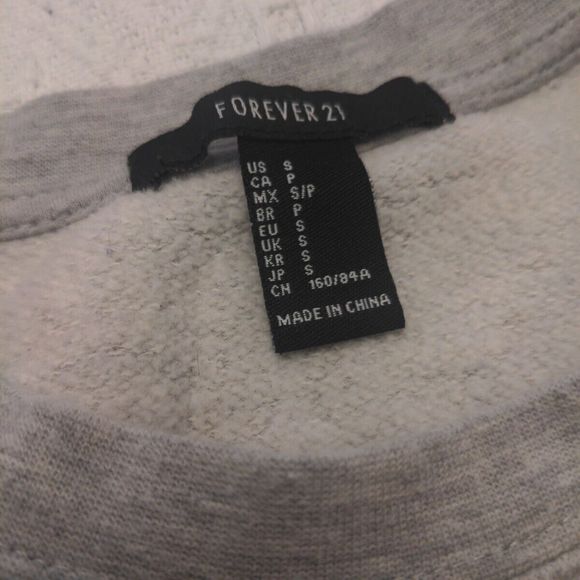 FOREVER 21
US S
CA P
MX S/P
BR P
EU S
UK S
KR S
JP S
CN 160/84A
MADE IN CHINA